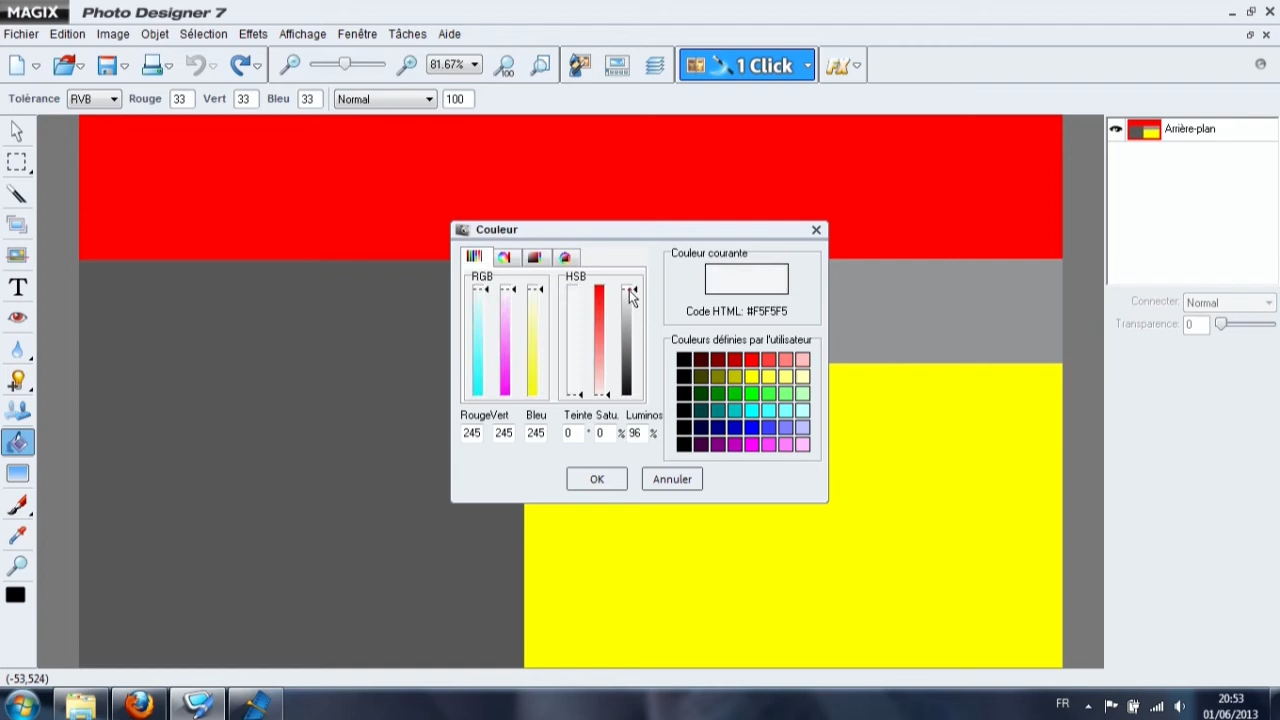 MAGIX Photo Designer 7
Fichier Edition Image Objet Sélection Effets Affichage Fenêtre Tâches Aide
81.67% 100 1 Click
Tolérance RVB Rouge 33 Vert 33 Bleu 33 Normal 100
Arrière-plan
Couleur
RGB HSB Couleur courante
Code HTML: #F5F5F5
Connecter: Normal
Transparence: 0
Couleurs définies par l'utilisateur
Rouge Vert Bleu Teinte Satu. Luminos
245 245 245 0 ° 0 % 96 %
OK Annuler
T
(-53,524)
FR 20:53
01/06/2013